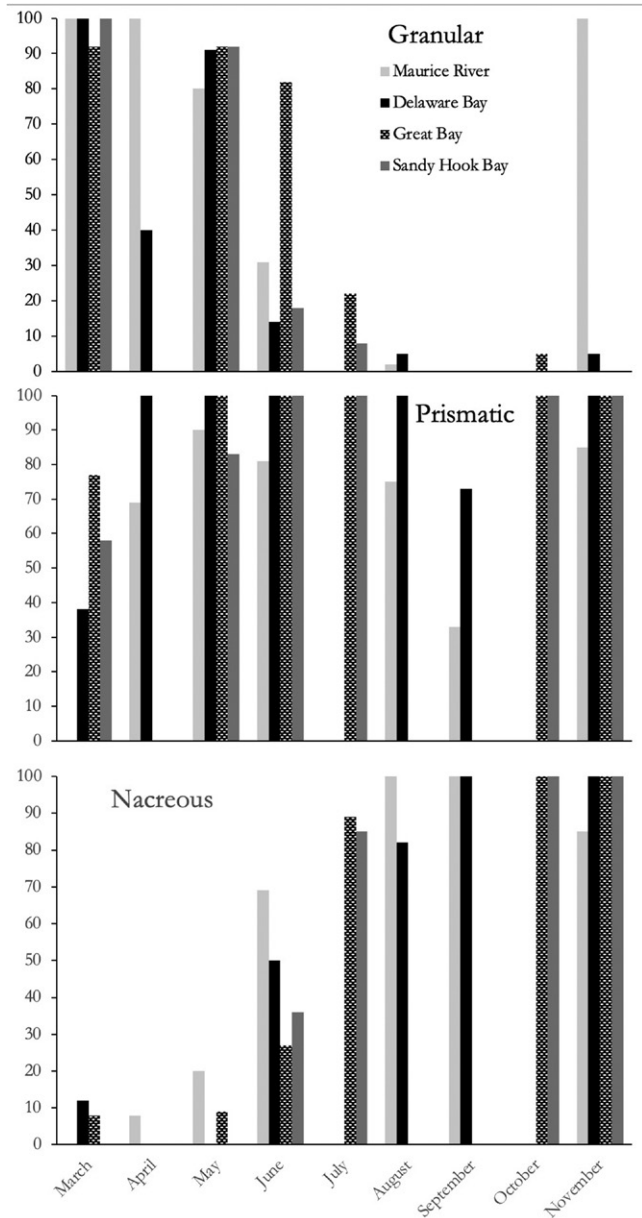 Granular
Maurice River
Delaware Bay
Great Bay
Sandy Hook Bay
100
90
80
70
60
50
40
30
20
10
0
Prismatic
100
90
80
70
60
50
40
30
20
10
0
Nacreous
100
90
80
70
60
50
40
30
20
10
0
March
April
May
June
July
August
September
October
November